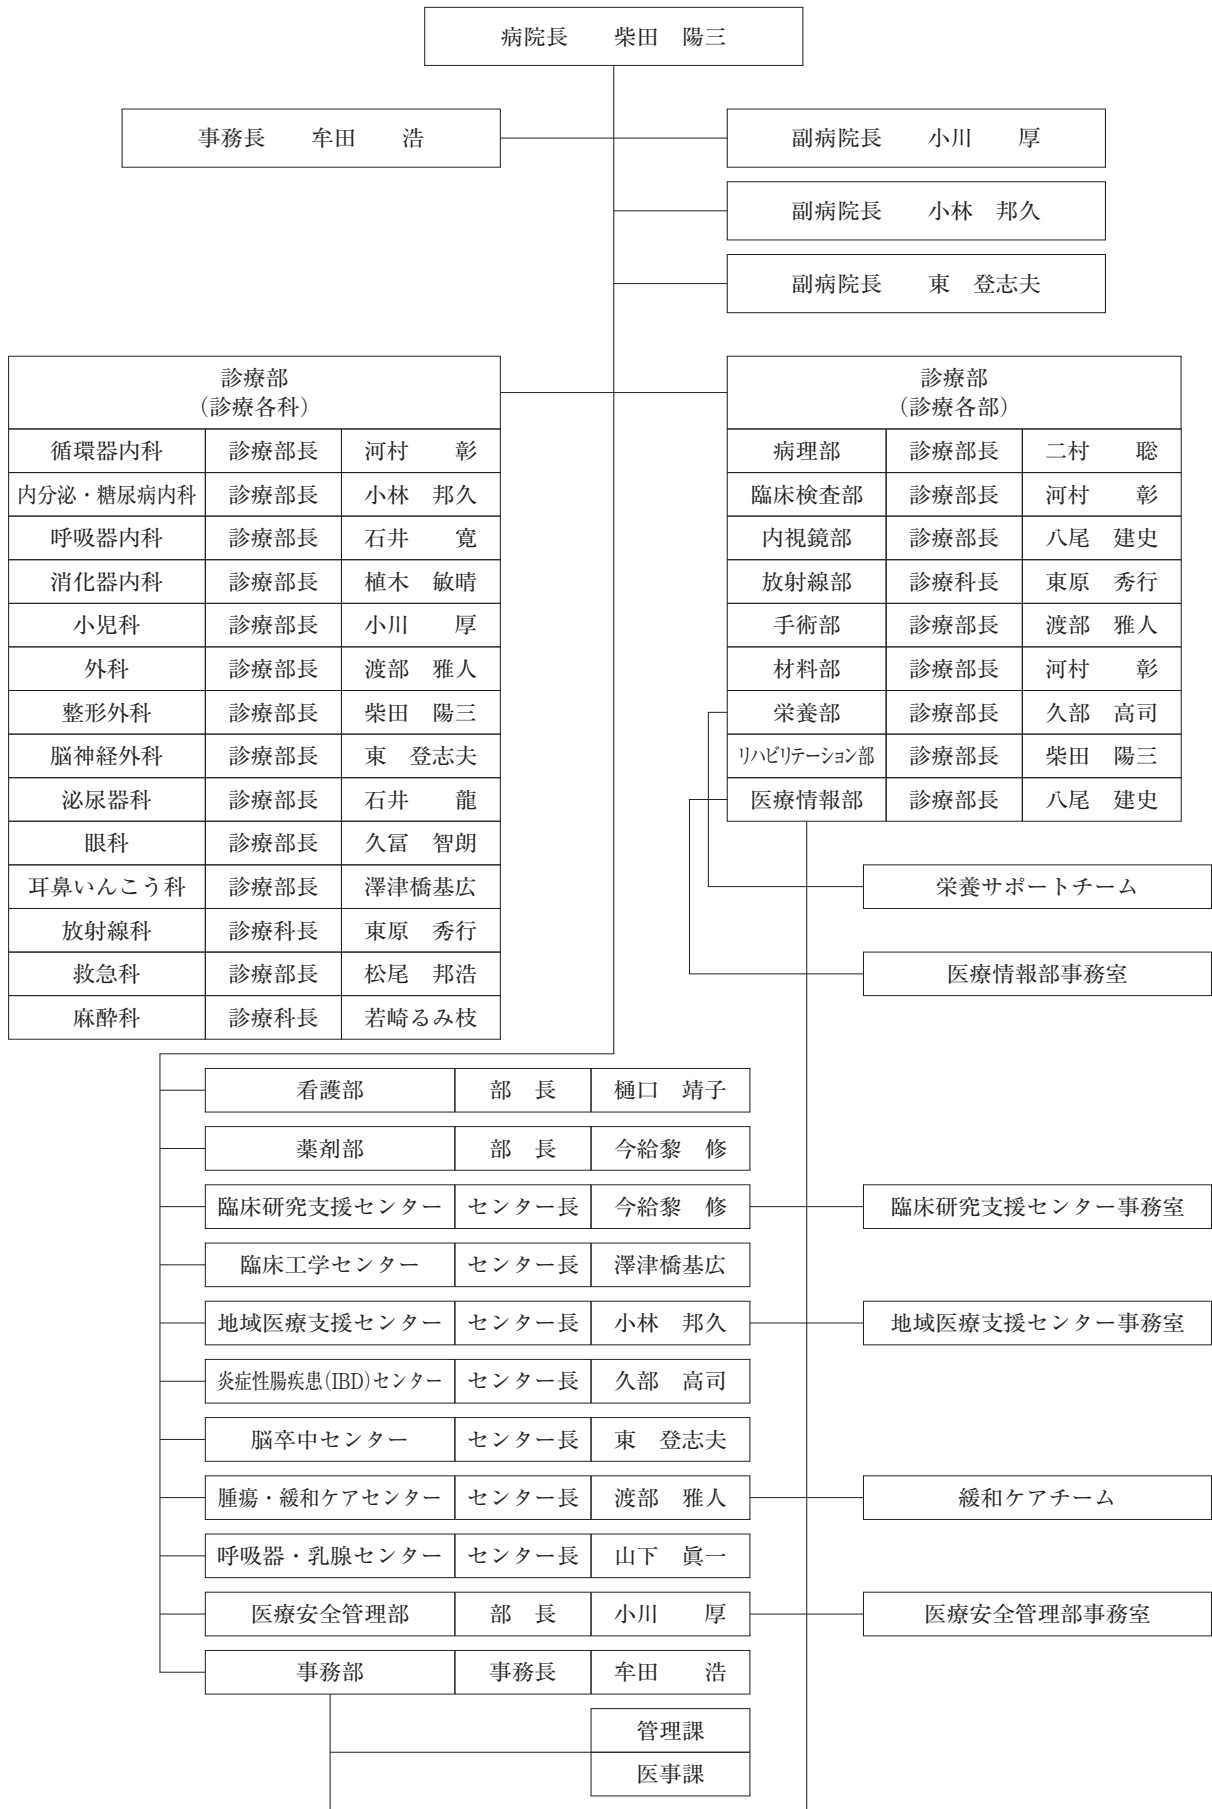 病院長　　柴田　陽三
事務長　　牟田　　浩
副病院長　　小川　　厚
副病院長　　小林　邦久
副病院長　　東　登志夫
診療部
（診療各科）
循環器内科　診療部長　河村　　彰
内分泌・糖尿病内科　診療部長　小林　邦久
呼吸器内科　診療部長　石井　　寛
消化器内科　診療部長　植木　敏晴
小児科　診療部長　小川　　厚
外科　診療部長　渡部　雅人
整形外科　診療部長　柴田　陽三
脳神経外科　診療部長　東　登志夫
泌尿器科　診療部長　石井　　龍
眼科　診療部長　久冨　智朗
耳鼻いんこう科　診療部長　澤津橋基広
放射線科　診療科長　東原　秀行
救急科　診療部長　松尾　邦浩
麻酔科　診療科長　若崎るみ枝
診療部
（診療各部）
病理部　診療部長　二村　　聡
臨床検査部　診療部長　河村　　彰
内視鏡部　診療部長　八尾　建史
放射線部　診療科長　東原　秀行
手術部　診療部長　渡部　雅人
材料部　診療部長　河村　　彰
栄養部　診療部長　久部　高司
リハビリテーション部　診療部長　柴田　陽三
医療情報部　診療部長　八尾　建史
栄養サポートチーム
医療情報部事務室
看護部　部　長　樋口　靖子
薬剤部　部　長　今給黎　修
臨床研究支援センター　センター長　今給黎　修　臨床研究支援センター事務室
臨床工学センター　センター長　澤津橋基広
地域医療支援センター　センター長　小林　邦久　地域医療支援センター事務室
炎症性腸疾患(IBD)センター　センター長　久部　高司
脳卒中センター　センター長　東　登志夫
腫瘍・緩和ケアセンター　センター長　渡部　雅人　緩和ケアチーム
呼吸器・乳腺センター　センター長　山下　眞一
医療安全管理部　部　長　小川　　厚　医療安全管理部事務室
事務部　事務長　牟田　　浩
管理課
医事課